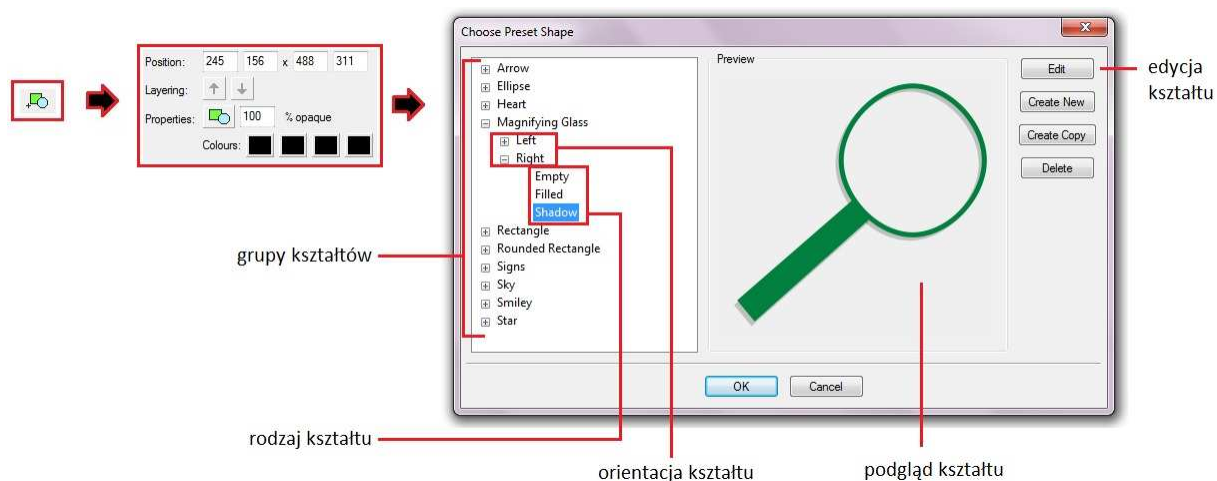 Position: 245 156 x 488 311
Layering:
Properties: 100 % opaque
Colours:
Choose Preset Shape
Arrow
Ellipse
Heart
Magnifying Glass
Left
Right
Empty
Filled
Shadow
Rectangle
Rounded Rectangle
Signs
Sky
Smiley
Star
Preview
Edit
Create New
Create Copy
Delete
OK Cancel
edycja
kształtu
grupy kształtów
rodzaj kształtu
orientacja kształtu
podgląd kształtu